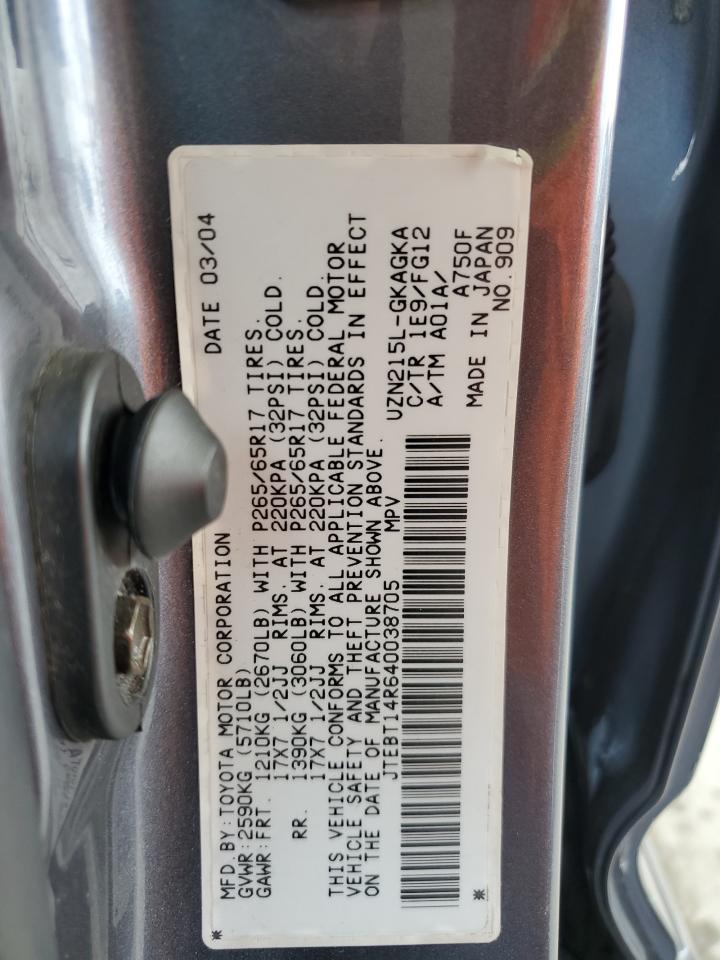 MFD. BY: TOYOTA MOTOR CORPORATION DATE 03/04
GVWR: 2590KG (5710LB)
GAWR: FRT. 1210KG (2670LB) WITH P265/65R17 TIRES.
17X7 1/2JJ RIMS. AT 220KPA (32PSI) COLD.
RR. 1390KG (3060LB) WITH P265/65R17 TIRES.
17X7 1/2JJ RIMS. AT 220KPA (32PSI) COLD.
THIS VEHICLE CONFORMS TO ALL APPLICABLE FEDERAL MOTOR
VEHICLE SAFETY AND THEFT PREVENTION STANDARDS IN EFFECT
ON THE DATE OF MANUFACTURE SHOWN ABOVE.
JTEBT14R640038705 MPV UZN215L-GKAGKA
C/TR 1E9/FG12
A/TM A01A/ A750F
MADE IN JAPAN
NO.909